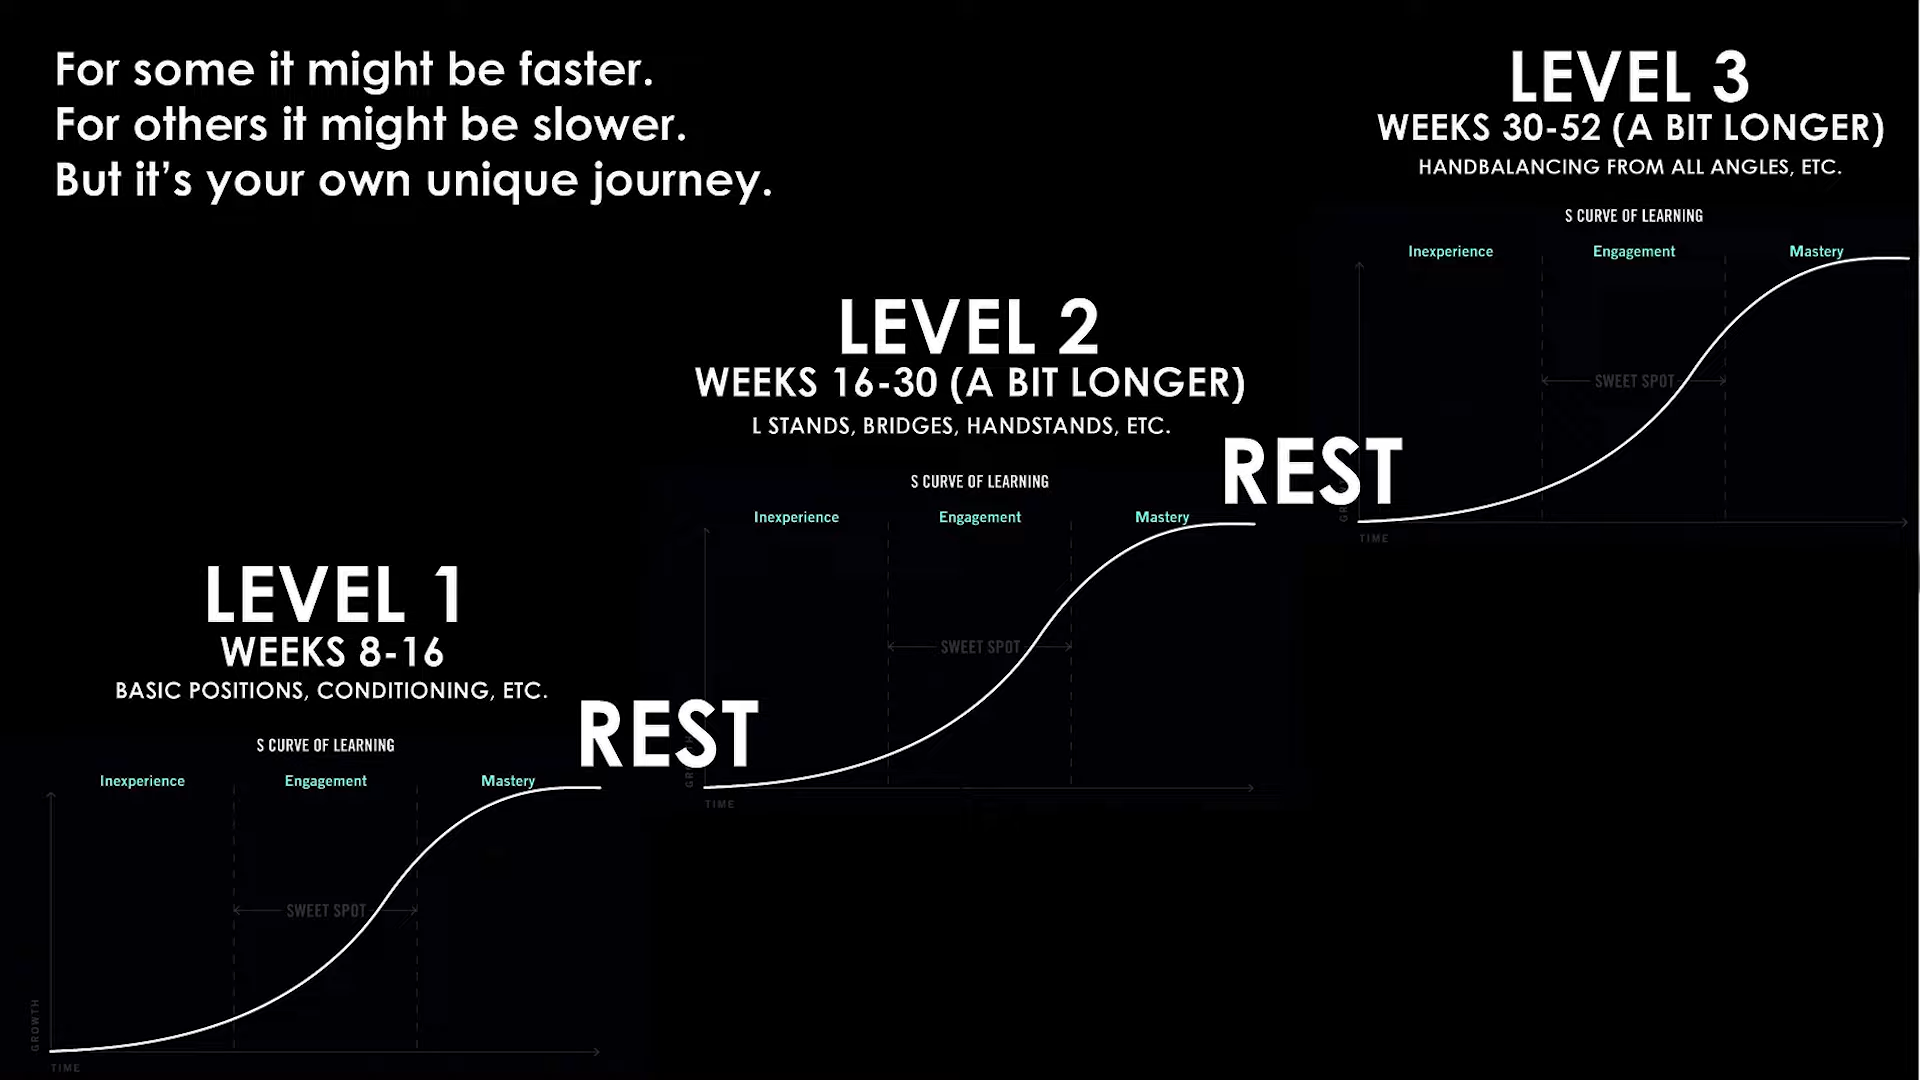 For some it might be faster.
For others it might be slower.
But it's your own unique journey.
LEVEL 3
WEEKS 30-52 (A BIT LONGER)
HANDBALANCING FROM ALL ANGLES, ETC.
S CURVE OF LEARNING
Inexperience Engagement Mastery
SWEET SPOT
TIME
LEVEL 2
WEEKS 16-30 (A BIT LONGER)
L STANDS, BRIDGES, HANDSTANDS, ETC.
REST
S CURVE OF LEARNING
Inexperience Engagement Mastery
SWEET SPOT
TIME
LEVEL 1
WEEKS 8-16
BASIC POSITIONS, CONDITIONING, ETC.
REST
S CURVE OF LEARNING
Inexperience Engagement Mastery
SWEET SPOT
GROWTH
TIME